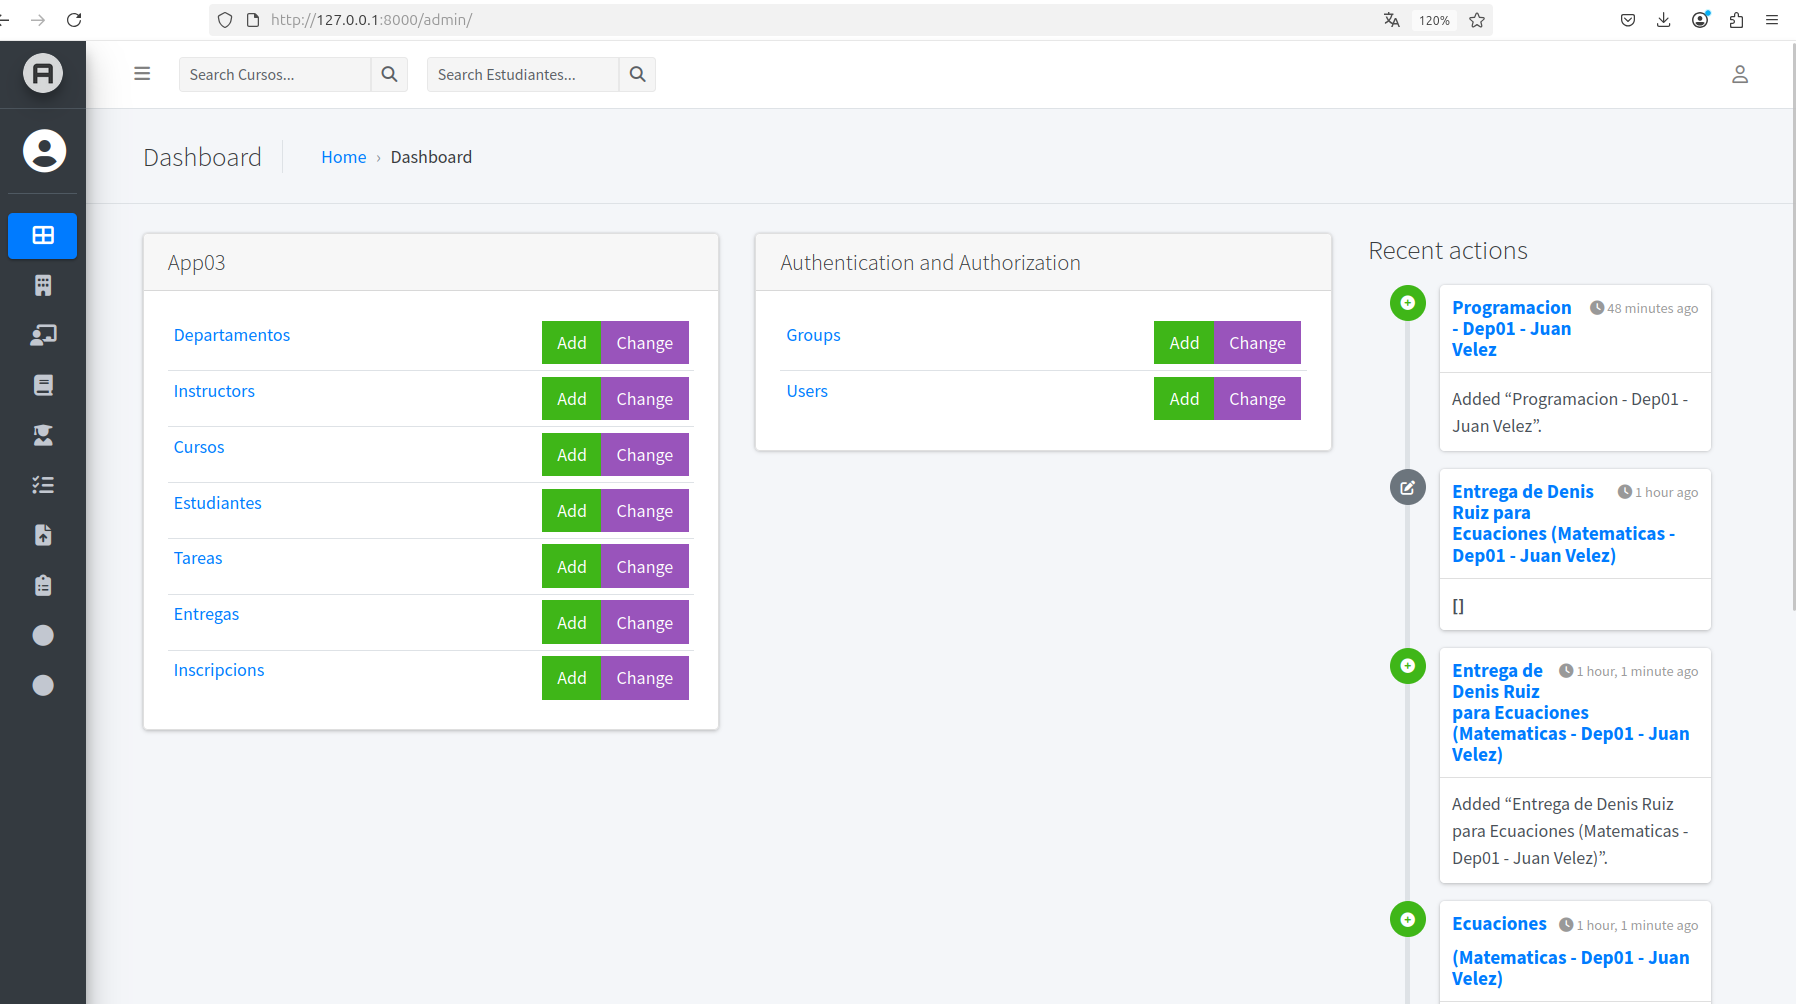 http://127.0.0.1:8000/admin/
120%
Search Cursos...
Search Estudiantes...
Dashboard
Home › Dashboard
App03
Departamentos Add Change
Instructors Add Change
Cursos Add Change
Estudiantes Add Change
Tareas Add Change
Entregas Add Change
Inscripcions Add Change
Authentication and Authorization
Groups Add Change
Users Add Change
Recent actions
Programacion 48 minutes ago
- Dep01 - Juan
Velez
Added “Programacion - Dep01 -
Juan Velez”.
Entrega de Denis 1 hour ago
Ruiz para
Ecuaciones (Matematicas -
Dep01 - Juan Velez)
[]
Entrega de 1 hour, 1 minute ago
Denis Ruiz
para Ecuaciones
(Matematicas - Dep01 - Juan
Velez)
Added “Entrega de Denis Ruiz
para Ecuaciones (Matematicas -
Dep01 - Juan Velez)”.
Ecuaciones 1 hour, 1 minute ago
(Matematicas - Dep01 - Juan
Velez)